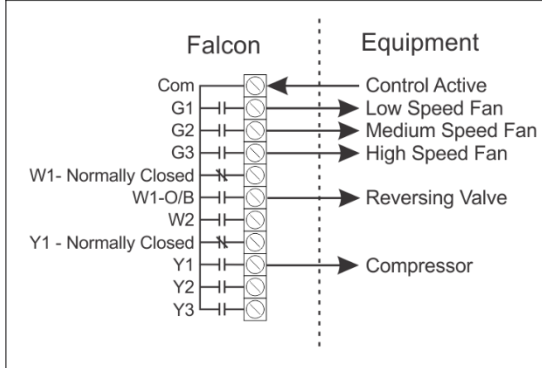 Falcon Equipment
Com Control Active
G1 Low Speed Fan
G2 Medium Speed Fan
G3 High Speed Fan
W1- Normally Closed
W1-O/B Reversing Valve
W2
Y1 - Normally Closed
Y1 Compressor
Y2
Y3